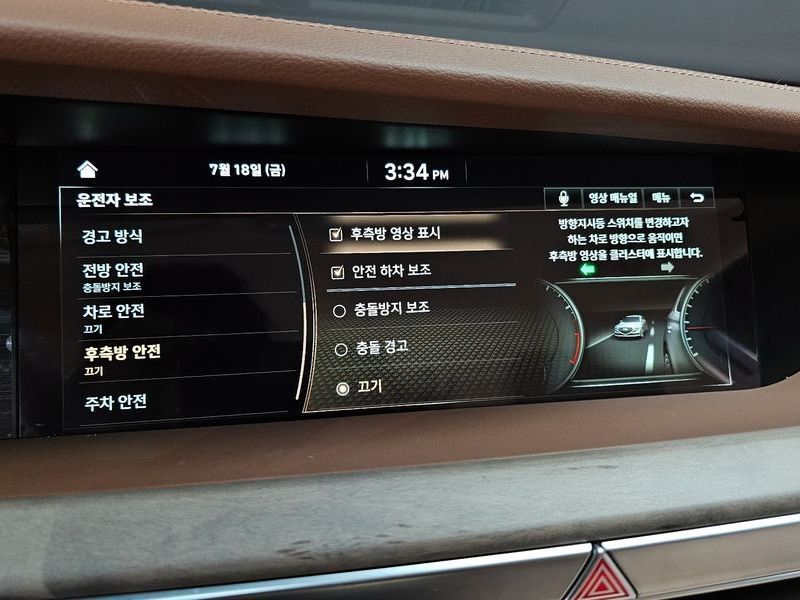 7월 18일 (금)
3:34 PM
운전자 보조
영상 매뉴얼
메뉴
경고 방식
전방 안전
충돌방지 보조
차로 안전
끄기
후측방 안전
끄기
주차 안전
후측방 영상 표시
안전 하차 보조
충돌방지 보조
충돌 경고
끄기
방향지시등 스위치를 변경하고자
하는 차로 방향으로 움직이면
후측방 영상을 클러스터에 표시합니다.